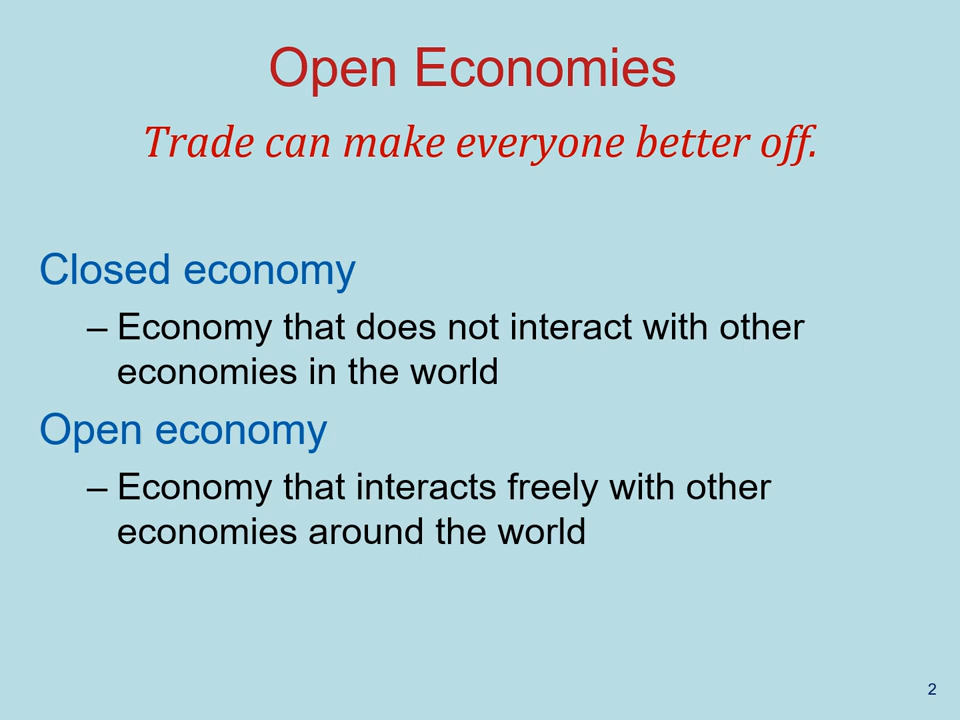 Open Economies
Trade can make everyone better off.
Closed economy
– Economy that does not interact with other
economies in the world
Open economy
– Economy that interacts freely with other
economies around the world
2